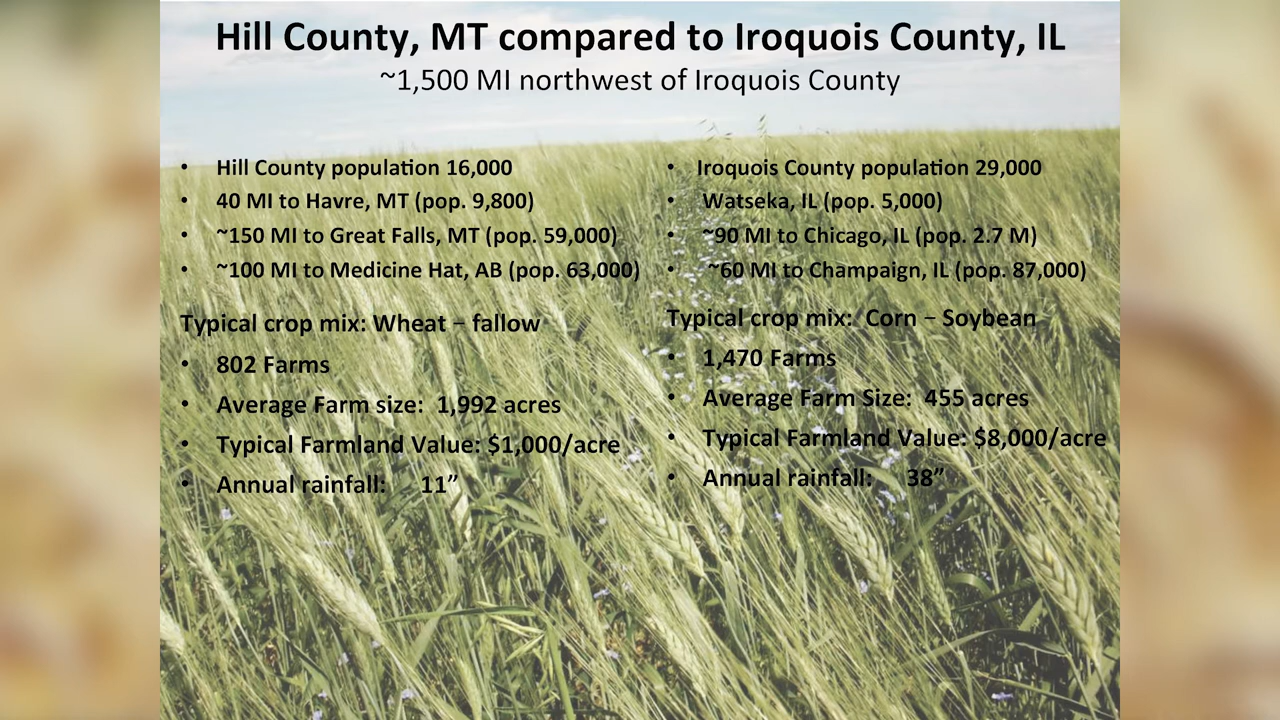 Hill County, MT compared to Iroquois County, IL
~1,500 MI northwest of Iroquois County
• Hill County population 16,000
• 40 MI to Havre, MT (pop. 9,800)
• ~150 MI to Great Falls, MT (pop. 59,000)
• ~100 MI to Medicine Hat, AB (pop. 63,000)
Typical crop mix: Wheat – fallow
• 802 Farms
• Average Farm size: 1,992 acres
• Typical Farmland Value: $1,000/acre
• Annual rainfall: 11”
• Iroquois County population 29,000
• Watseka, IL (pop. 5,000)
• ~90 MI to Chicago, IL (pop. 2.7 M)
• ~60 MI to Champaign, IL (pop. 87,000)
Typical crop mix: Corn – Soybean
• 1,470 Farms
• Average Farm Size: 455 acres
• Typical Farmland Value: $8,000/acre
• Annual rainfall: 38”